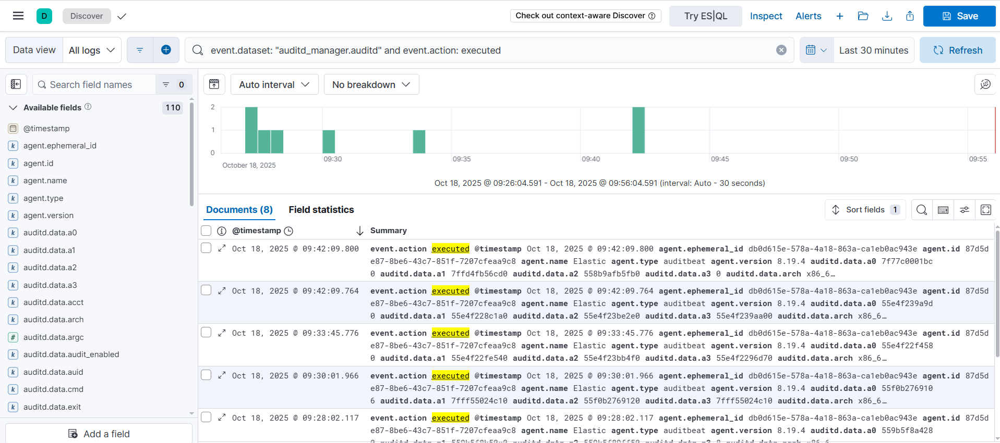 D
Discover
Check out context-aware Discover
Try ES|QL
Inspect
Alerts
Save
Data view
All logs
event.dataset: "auditd_manager.auditd" and event.action: executed
Last 30 minutes
Refresh
Search field names
0
Auto interval
No breakdown
Available fields
110
@timestamp
agent.ephemeral_id
agent.id
agent.name
agent.type
agent.version
auditd.data.a0
auditd.data.a1
auditd.data.a2
auditd.data.a3
auditd.data.acct
auditd.data.arch
auditd.data.argc
auditd.data.audit_enabled
auditd.data.auid
auditd.data.cmd
auditd.data.exit
Add a field
2
1
0
09:30
09:35
09:40
09:45
09:50
09:55
October 18, 2025
Oct 18, 2025 @ 09:26:04.591 - Oct 18, 2025 @ 09:56:04.591 (interval: Auto - 30 seconds)
Documents (8)
Field statistics
Sort fields 1
@timestamp
Summary
Oct 18, 2025 @ 09:42:09.800
event.action executed @timestamp Oct 18, 2025 @ 09:42:09.800 agent.ephemeral_id db0d615e-578a-4a18-863a-ca1eb0ac943e agent.id 87d5d
e87-8be6-43c7-851f-7207cfeaa9c8 agent.name Elastic agent.type auditbeat agent.version 8.19.4 auditd.data.a0 7f77c0001bc
0 auditd.data.a1 7ffd4fb56cd0 auditd.data.a2 558b9afb5fb0 auditd.data.a3 0 auditd.data.arch x86_6…
Oct 18, 2025 @ 09:42:09.764
event.action executed @timestamp Oct 18, 2025 @ 09:42:09.764 agent.ephemeral_id db0d615e-578a-4a18-863a-ca1eb0ac943e agent.id 87d5d
e87-8be6-43c7-851f-7207cfeaa9c8 agent.name Elastic agent.type auditbeat agent.version 8.19.4 auditd.data.a0 55e4f239a9d
0 auditd.data.a1 55e4f228c1a0 auditd.data.a2 55e4f23be2e0 auditd.data.a3 55e4f239aa00 auditd.data.arch x86_6…
Oct 18, 2025 @ 09:33:45.776
event.action executed @timestamp Oct 18, 2025 @ 09:33:45.776 agent.ephemeral_id db0d615e-578a-4a18-863a-ca1eb0ac943e agent.id 87d5d
e87-8be6-43c7-851f-7207cfeaa9c8 agent.name Elastic agent.type auditbeat agent.version 8.19.4 auditd.data.a0 55e4f22f458
0 auditd.data.a1 55e4f22fe540 auditd.data.a2 55e4f23bb4f0 auditd.data.a3 55e4f2296d70 auditd.data.arch x86_6…
Oct 18, 2025 @ 09:30:01.966
event.action executed @timestamp Oct 18, 2025 @ 09:30:01.966 agent.ephemeral_id db0d615e-578a-4a18-863a-ca1eb0ac943e agent.id 87d5d
e87-8be6-43c7-851f-7207cfeaa9c8 agent.name Elastic agent.type auditbeat agent.version 8.19.4 auditd.data.a0 55f0b276910
6 auditd.data.a1 7fff55024c10 auditd.data.a2 55f0b2769120 auditd.data.a3 7fff55024c10 auditd.data.arch x86_6…
Oct 18, 2025 @ 09:28:02.117
event.action executed @timestamp Oct 18, 2025 @ 09:28:02.117 agent.ephemeral_id db0d615e-578a-4a18-863a-ca1eb0ac943e agent.id 87d5d
e87-8be6-43c7-851f-7207cfeaa9c8 agent.name Elastic agent.type auditbeat agent.version 8.19.4 auditd.data.a0 559b5f8a428